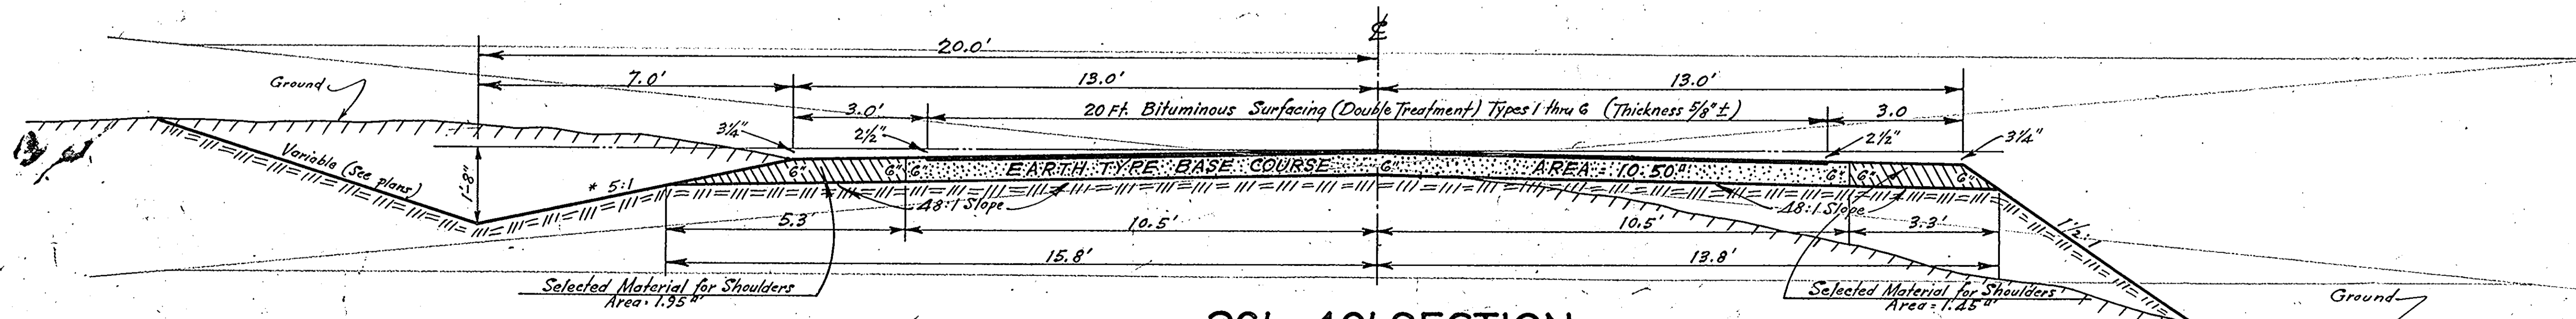 ℄
20.0'
7.0' 13.0' 13.0'
Ground
3.0' 20 Ft. Bituminous Surfacing (Double Treatment) Types 1 thru 6 (Thickness 5/8" ±) 3.0
3¼" 2½" 2½" 3¼"
Variable (See plans)
1'-8"
* 5:1
6" 6" 6" EARTH TYPE BASE COURSE 6" AREA = 10.50□' 6" 6" 6"
48:1 Slope 48:1 Slope
5.3' 10.5' 10.5' 3.3'
1½:1
15.8' 13.8'
Selected Material for Shoulders
Area = 1.95□'
Selected Material for Shoulders
Area = 1.45□'
Ground